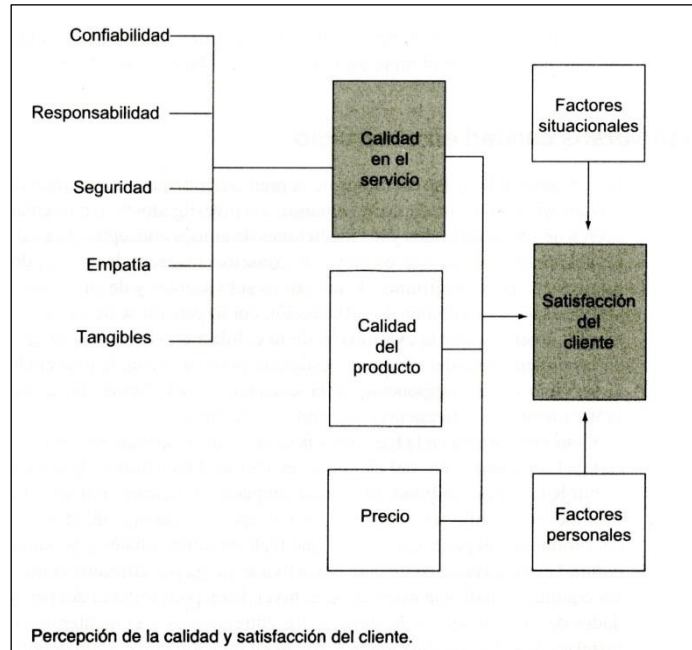 Confiabilidad
Responsabilidad
Seguridad
Empatía
Tangibles
Calidad
en el
servicio
Calidad
del
producto
Precio
Factores
situacionales
Satisfacción
del
cliente
Factores
personales
Percepción de la calidad y satisfacción del cliente.